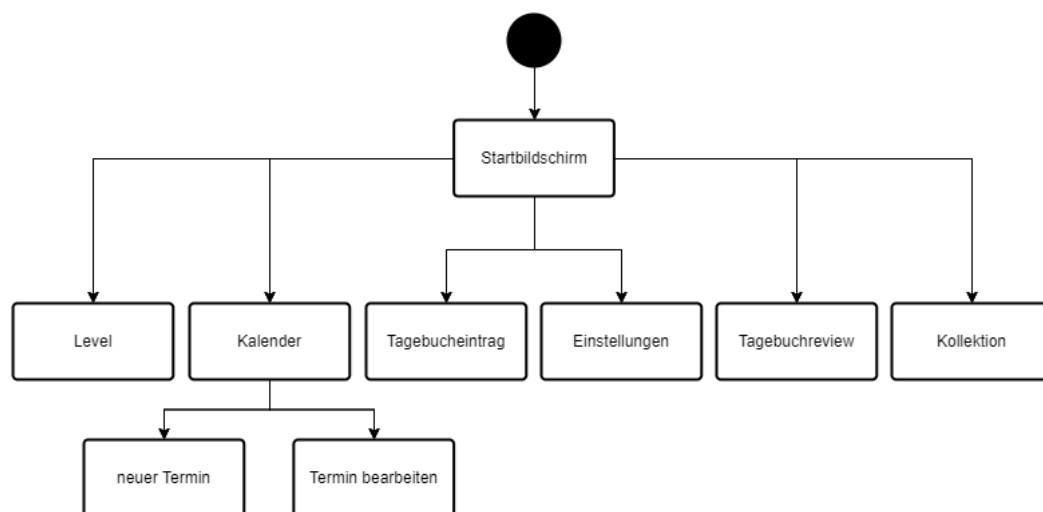 Startbildschirm
Level
Kalender
Tagebucheintrag
Einstellungen
Tagebuchreview
Kollektion
neuer Termin
Termin bearbeiten